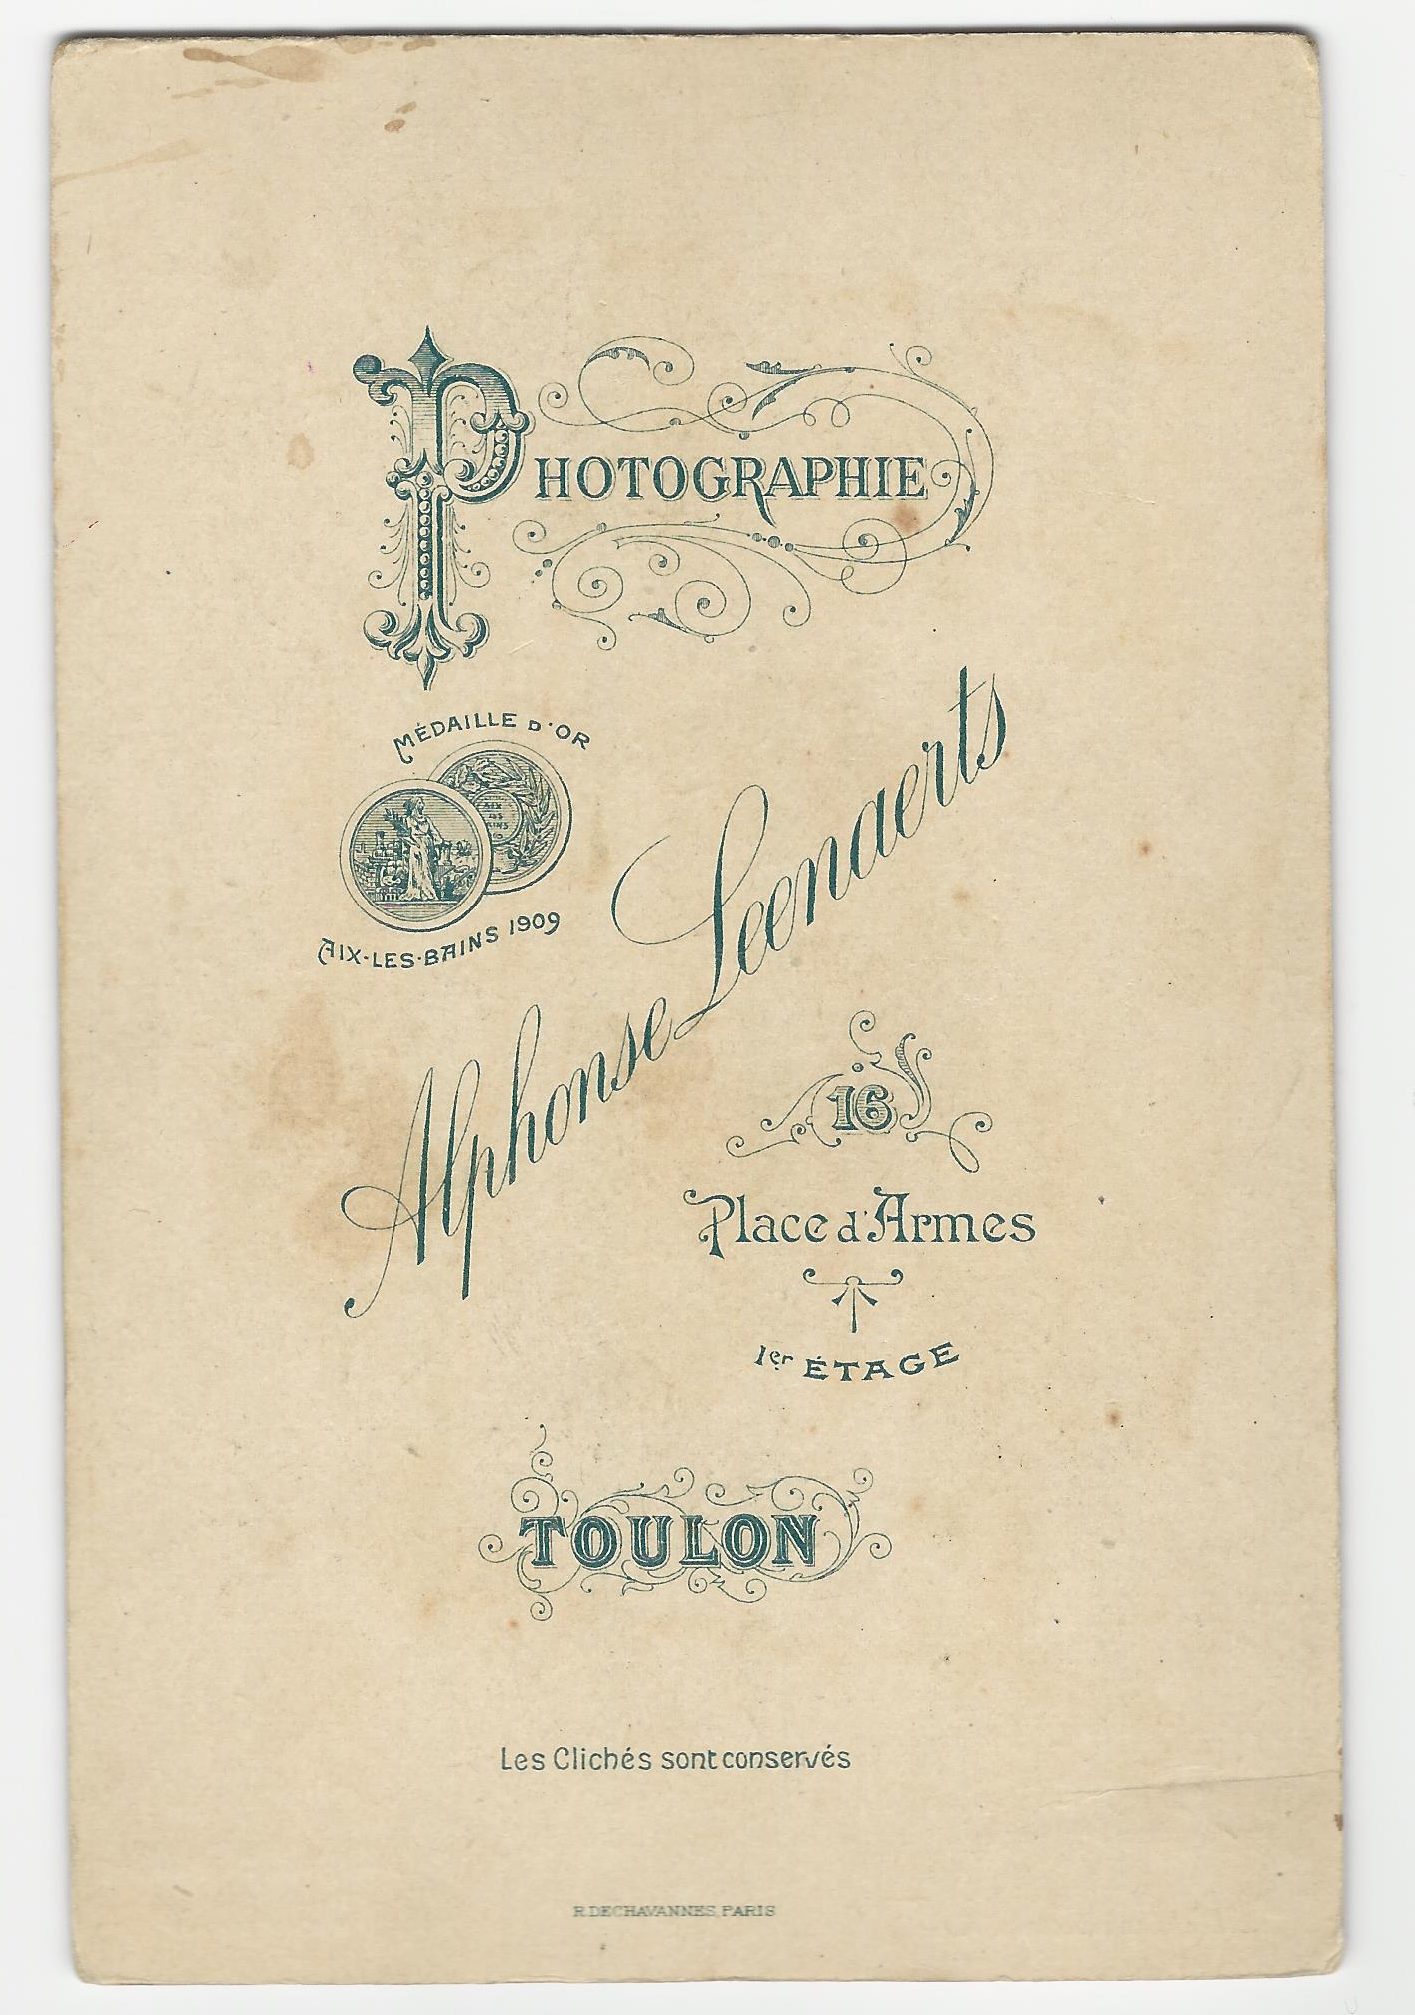 PHOTOGRAPHIE
MÉDAILLE D'OR
AIX-LES-BAINS 1909
Alphonse Leenaerts
16
Place d'Armes
1er ÉTAGE
TOULON
Les Clichés sont conservés
R. DECHAVANNES, PARIS